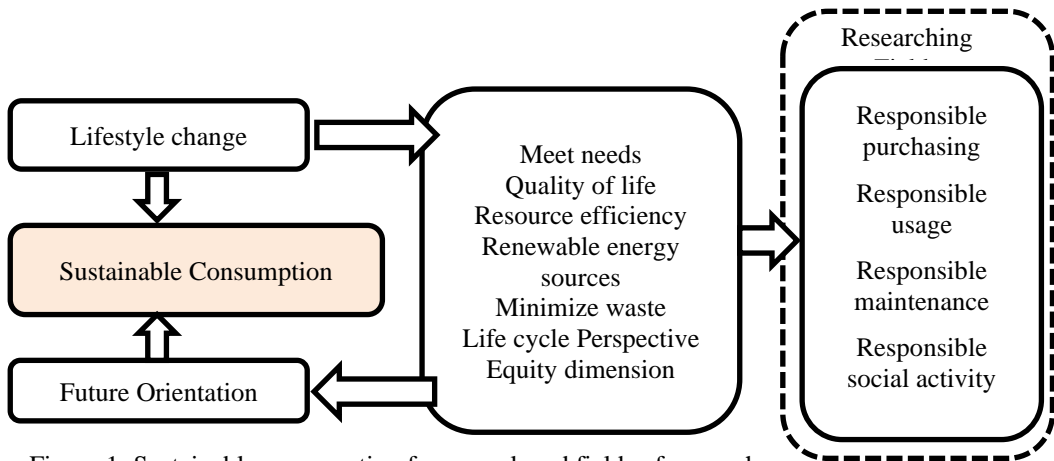 Researching
Lifestyle change
Sustainable Consumption
Future Orientation
Meet needs
Quality of life
Resource efficiency
Renewable energy
sources
Minimize waste
Life cycle Perspective
Equity dimension
Responsible
purchasing
Responsible
usage
Responsible
maintenance
Responsible
social activity